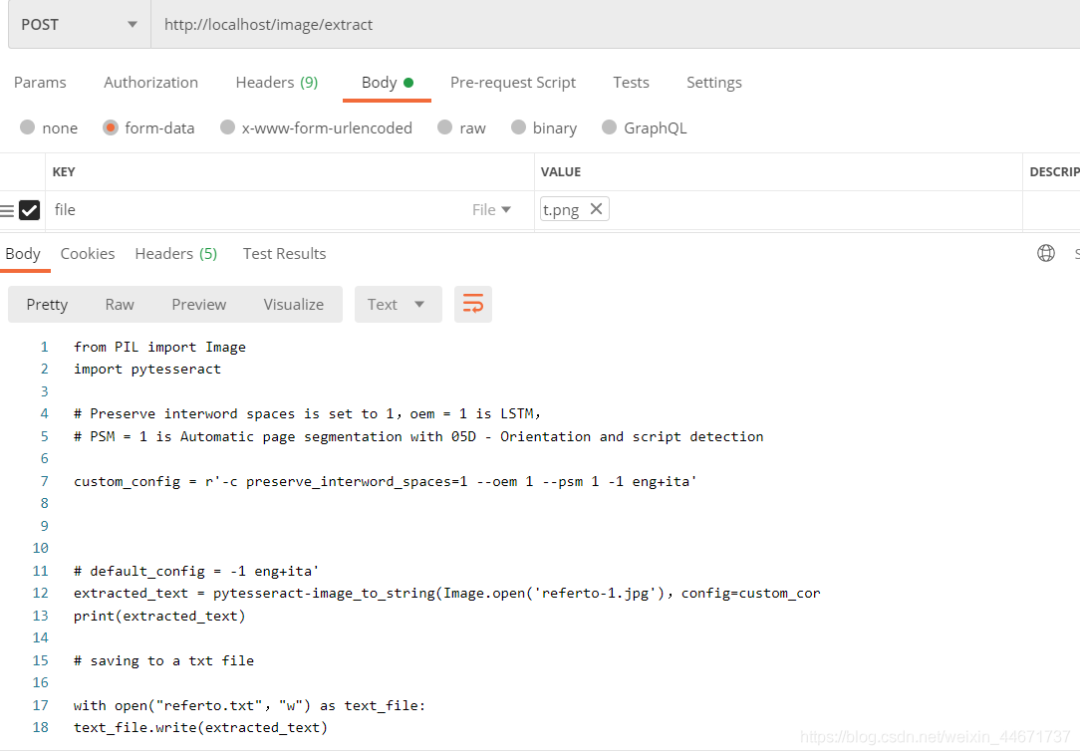 POST http://localhost/image/extract
Params Authorization Headers (9) Body Pre-request Script Tests Settings
none form-data x-www-form-urlencoded raw binary GraphQL
KEY VALUE DESCRIP
file File t.png
Body Cookies Headers (5) Test Results S
Pretty Raw Preview Visualize Text
1 from PIL import Image
2 import pytesseract
3
4 # Preserve interword spaces is set to 1，oem = 1 is LSTM，
5 # PSM = 1 is Automatic page segmentation with 05D - Orientation and script detection
6
7 custom_config = r'-c preserve_interword_spaces=1 --oem 1 --psm 1 -1 eng+ita'
8
9
10
11 # default_config = -1 eng+ita'
12 extracted_text = pytesseract-image_to_string(Image.open('referto-1.jpg')，config=custom_cor
13 print(extracted_text)
14
15 # saving to a txt file
16
17 with open("referto.txt"，"w") as text_file:
18 text_file.write(extracted_text)
https://blog.csdn.net/weixin_44671737